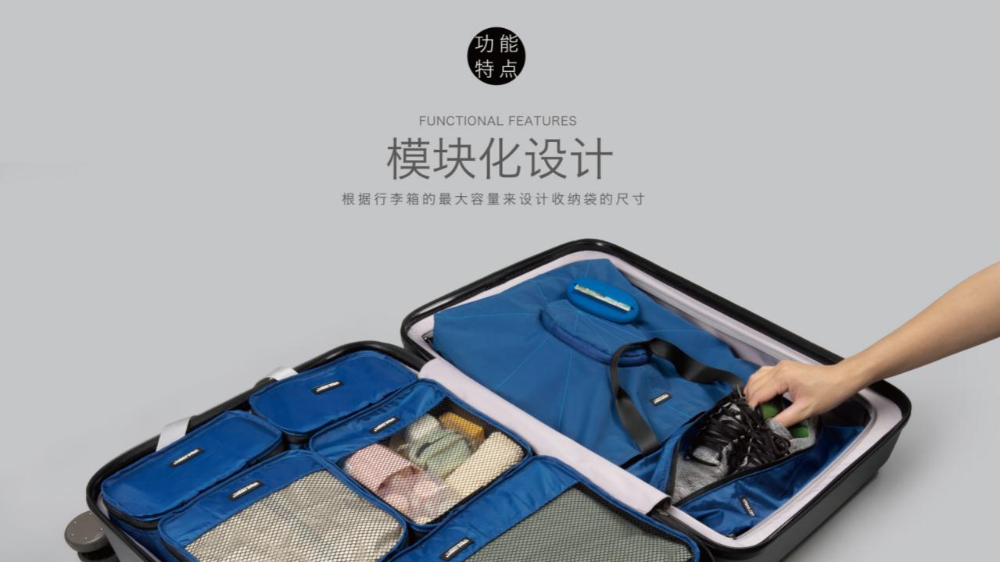 功能
特点
FUNCTIONAL FEATURES
模块化设计
根据行李箱的最大容量来设计收纳袋的尺寸